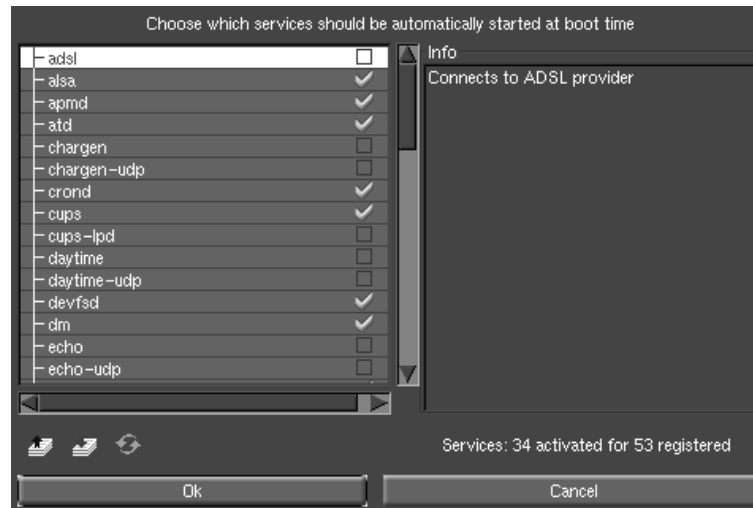 Choose which services should be automatically started at boot time
adsl
alsa
apmd
atd
chargen
chargen-udp
crond
cups
cups-lpd
daytime
daytime-udp
devfsd
dm
echo
echo-udp
Info
Connects to ADSL provider
Services: 34 activated for 53 registered
Ok
Cancel